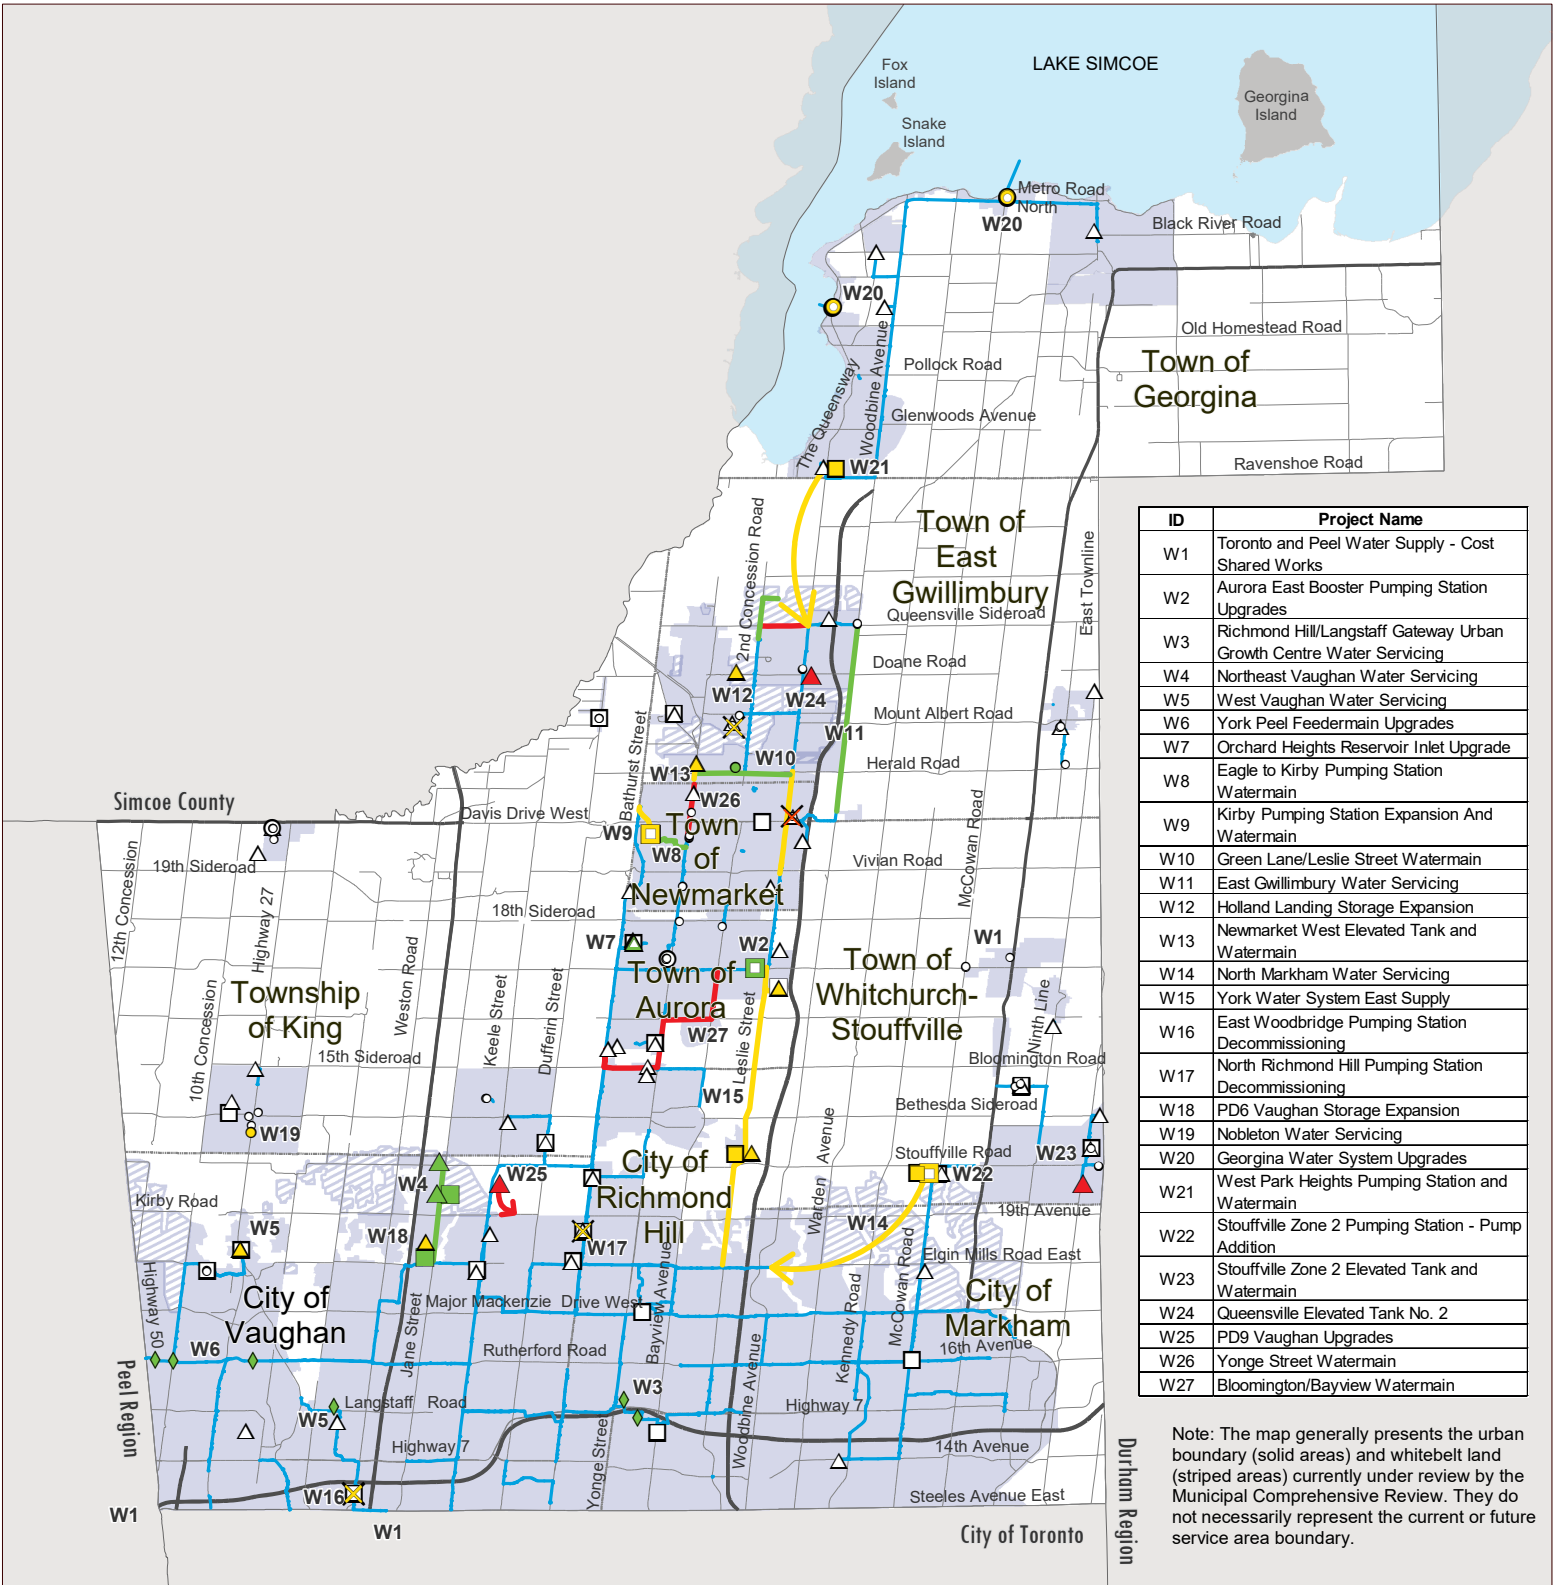 LAKE SIMCOE
Fox
Island
Snake
Island
Georgina
Island
Metro Road
North
W20
Black River Road
W20
Woodbine Avenue
The Queensway
Old Homestead Road
Pollock Road
Town of
Georgina
Glenwoods Avenue
W21
Ravenshoe Road
2nd Concession Road
Town of
East
Gwillimbury
Queensville Sideroad
East Townline
Doane Road
W12
W24
Mount Albert Road
W11
Bathurst Street
W10
W13
Herald Road
W26
Simcoe County
Davis Drive West
W9
W8
Town
of
Newmarket
McCowan Road
19th Sideroad
12th Concession
Highway 27
Vivian Road
18th Sideroad
W7
W2
W1
Town of
Aurora
Town of
Whitchurch-
Stouffville
Township
of King
Weston Road
Keele Street
Dufferin Street
10th Concession
15th Sideroad
W27
Leslie Street
Ninth Line
Bloomington Road
W15
Bethesda Sideroad
W19
Warden Avenue
Stouffville Road
W23
W22
City of
Richmond
Hill
W25
W4
Kirby Road
19th Avenue
W14
W5
W18
W17
Elgin Mills Road East
Highway 50
City of
Vaughan
Jane Street
Major Mackenzie Drive West
Bayview Avenue
Kennedy Road
McCowan Road
City of
Markham
16th Avenue
W6
Rutherford Road
Peel Region
W3
W5
Langstaff Road
Highway 7
Highway 7
Yonge Street
Woodbine Avenue
14th Avenue
W16
Steeles Avenue East
W1
W1
City of Toronto
Durham Region
ID Project Name
W1 Toronto and Peel Water Supply - Cost
Shared Works
W2 Aurora East Booster Pumping Station
Upgrades
W3 Richmond Hill/Langstaff Gateway Urban
Growth Centre Water Servicing
W4 Northeast Vaughan Water Servicing
W5 West Vaughan Water Servicing
W6 York Peel Feedermain Upgrades
W7 Orchard Heights Reservoir Inlet Upgrade
W8 Eagle to Kirby Pumping Station
Watermain
W9 Kirby Pumping Station Expansion And
Watermain
W10 Green Lane/Leslie Street Watermain
W11 East Gwillimbury Water Servicing
W12 Holland Landing Storage Expansion
W13 Newmarket West Elevated Tank and
Watermain
W14 North Markham Water Servicing
W15 York Water System East Supply
W16 East Woodbridge Pumping Station
Decommissioning
W17 North Richmond Hill Pumping Station
Decommissioning
W18 PD6 Vaughan Storage Expansion
W19 Nobleton Water Servicing
W20 Georgina Water System Upgrades
W21 West Park Heights Pumping Station and
Watermain
W22 Stouffville Zone 2 Pumping Station - Pump
Addition
W23 Stouffville Zone 2 Elevated Tank and
Watermain
W24 Queensville Elevated Tank No. 2
W25 PD9 Vaughan Upgrades
W26 Yonge Street Watermain
W27 Bloomington/Bayview Watermain
Note: The map generally presents the urban
boundary (solid areas) and whitebelt land
(striped areas) currently under review by the
Municipal Comprehensive Review. They do
not necessarily represent the current or future
service area boundary.